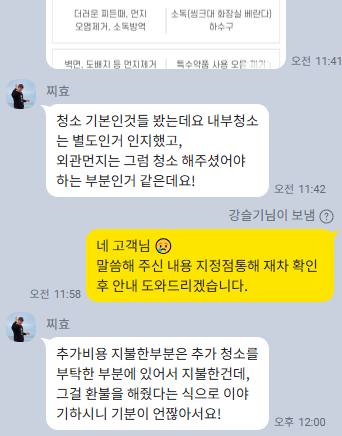 더러운 찌든때, 먼지
오염제거, 소독방역
소독(씽크대 화장실 베란다)
하수구
벽면, 도배지 등 먼지제거
특수약품 사용 오물 제거
오전 11:41
찌효
청소 기본인것들 봤는데요 내부청소
는 별도인거 인지했고,
외관먼지는 그럼 청소 해주셨어야
하는 부분인거 같은데요!
오전 11:42
강슬기님이 보냄 ?
네 고객님 😥
말씀해 주신 내용 지정점통해 재차 확인
후 안내 도와드리겠습니다.
오전 11:58
찌효
추가비용 지불한부분은 추가 청소를
부탁한 부분에 있어서 지불한건데,
그걸 환불을 해줬다는 식으로 이야
기하시니 기분이 언짢아서요!
오후 12:00